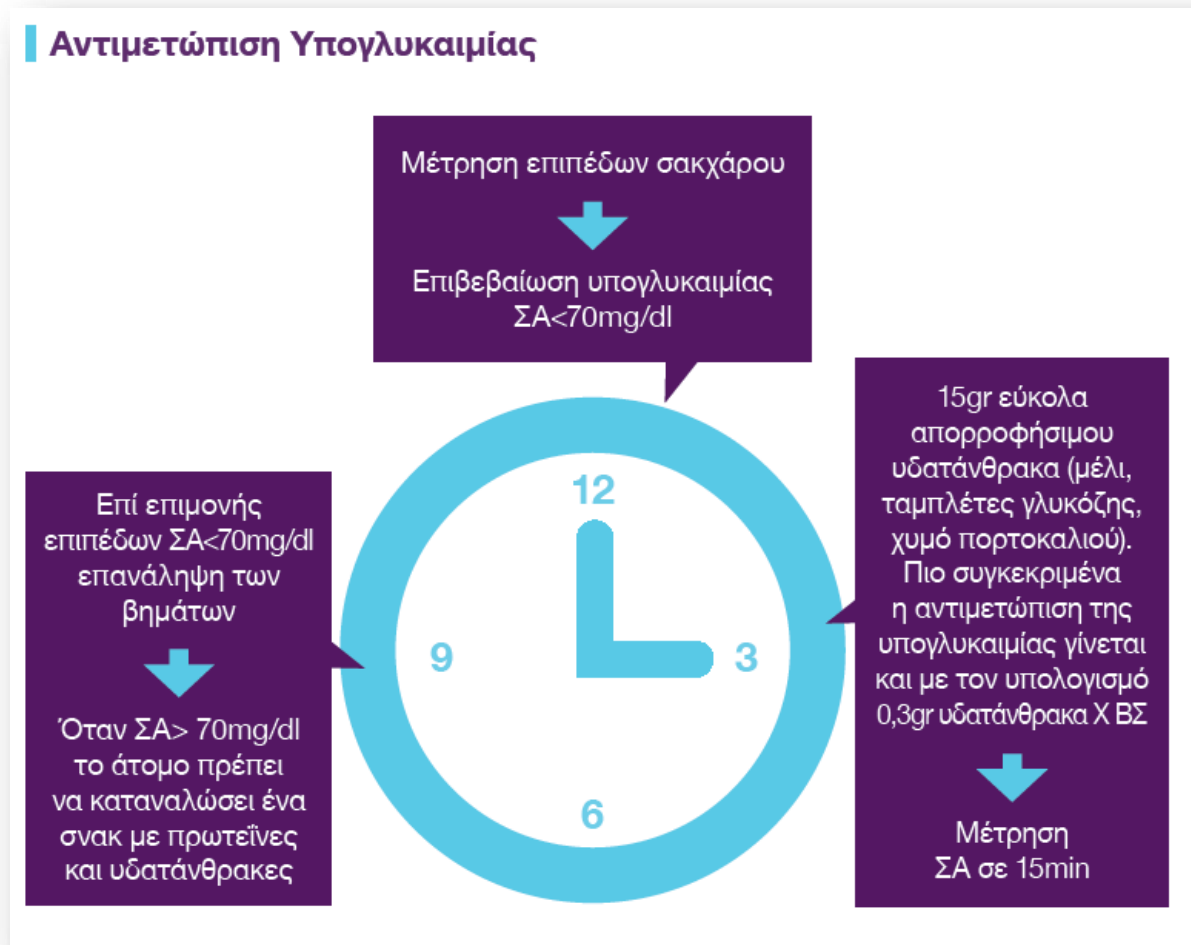 Αντιμετώπιση Υπογλυκαιμίας
Μέτρηση επιπέδων σακχάρου
Επιβεβαίωση υπογλυκαιμίας
ΣΑ<70mg/dl
15gr εύκολα
απορροφήσιμου
υδατάνθρακα (μέλι,
ταμπλέτες γλυκόζης,
χυμό πορτοκαλιού).
Πιο συγκεκριμένα
η αντιμετώπιση της
υπογλυκαιμίας γίνεται
και με τον υπολογισμό
0,3gr υδατάνθρακα Χ ΒΣ
Μέτρηση
ΣΑ σε 15min
Επί επιμονής
επιπέδων ΣΑ<70mg/dl
επανάληψη των
βημάτων
Όταν ΣΑ> 70mg/dl
το άτομο πρέπει
να καταναλώσει ένα
σνακ με πρωτεΐνες
και υδατάνθρακες
12
3
6
9